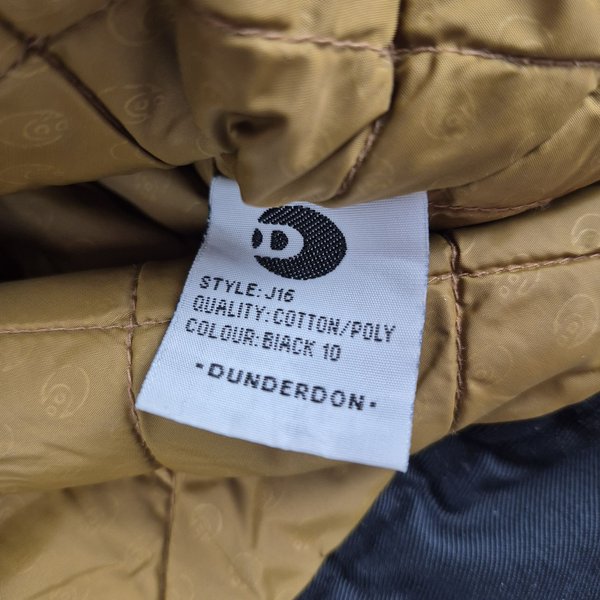 D
STYLE:J16
QUALITY:COTTON/POLY
COLOUR:BIACK 10
-DUNDERDON-